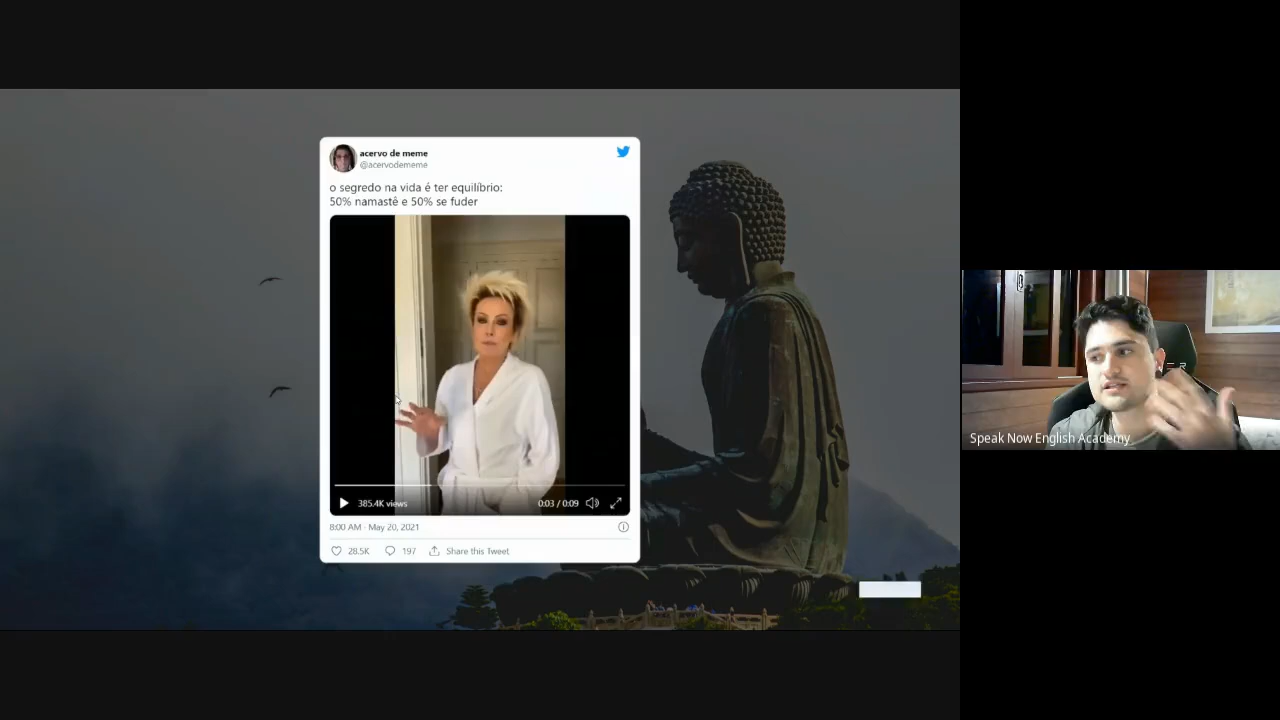 acervo de meme
@acervodememe
o segredo na vida é ter equilíbrio:
50% namastê e 50% se fuder
385.4K views
0:03 / 0:09
8:00 AM · May 20, 2021
28.5K
197
Share this Tweet
Speak Now English Academy